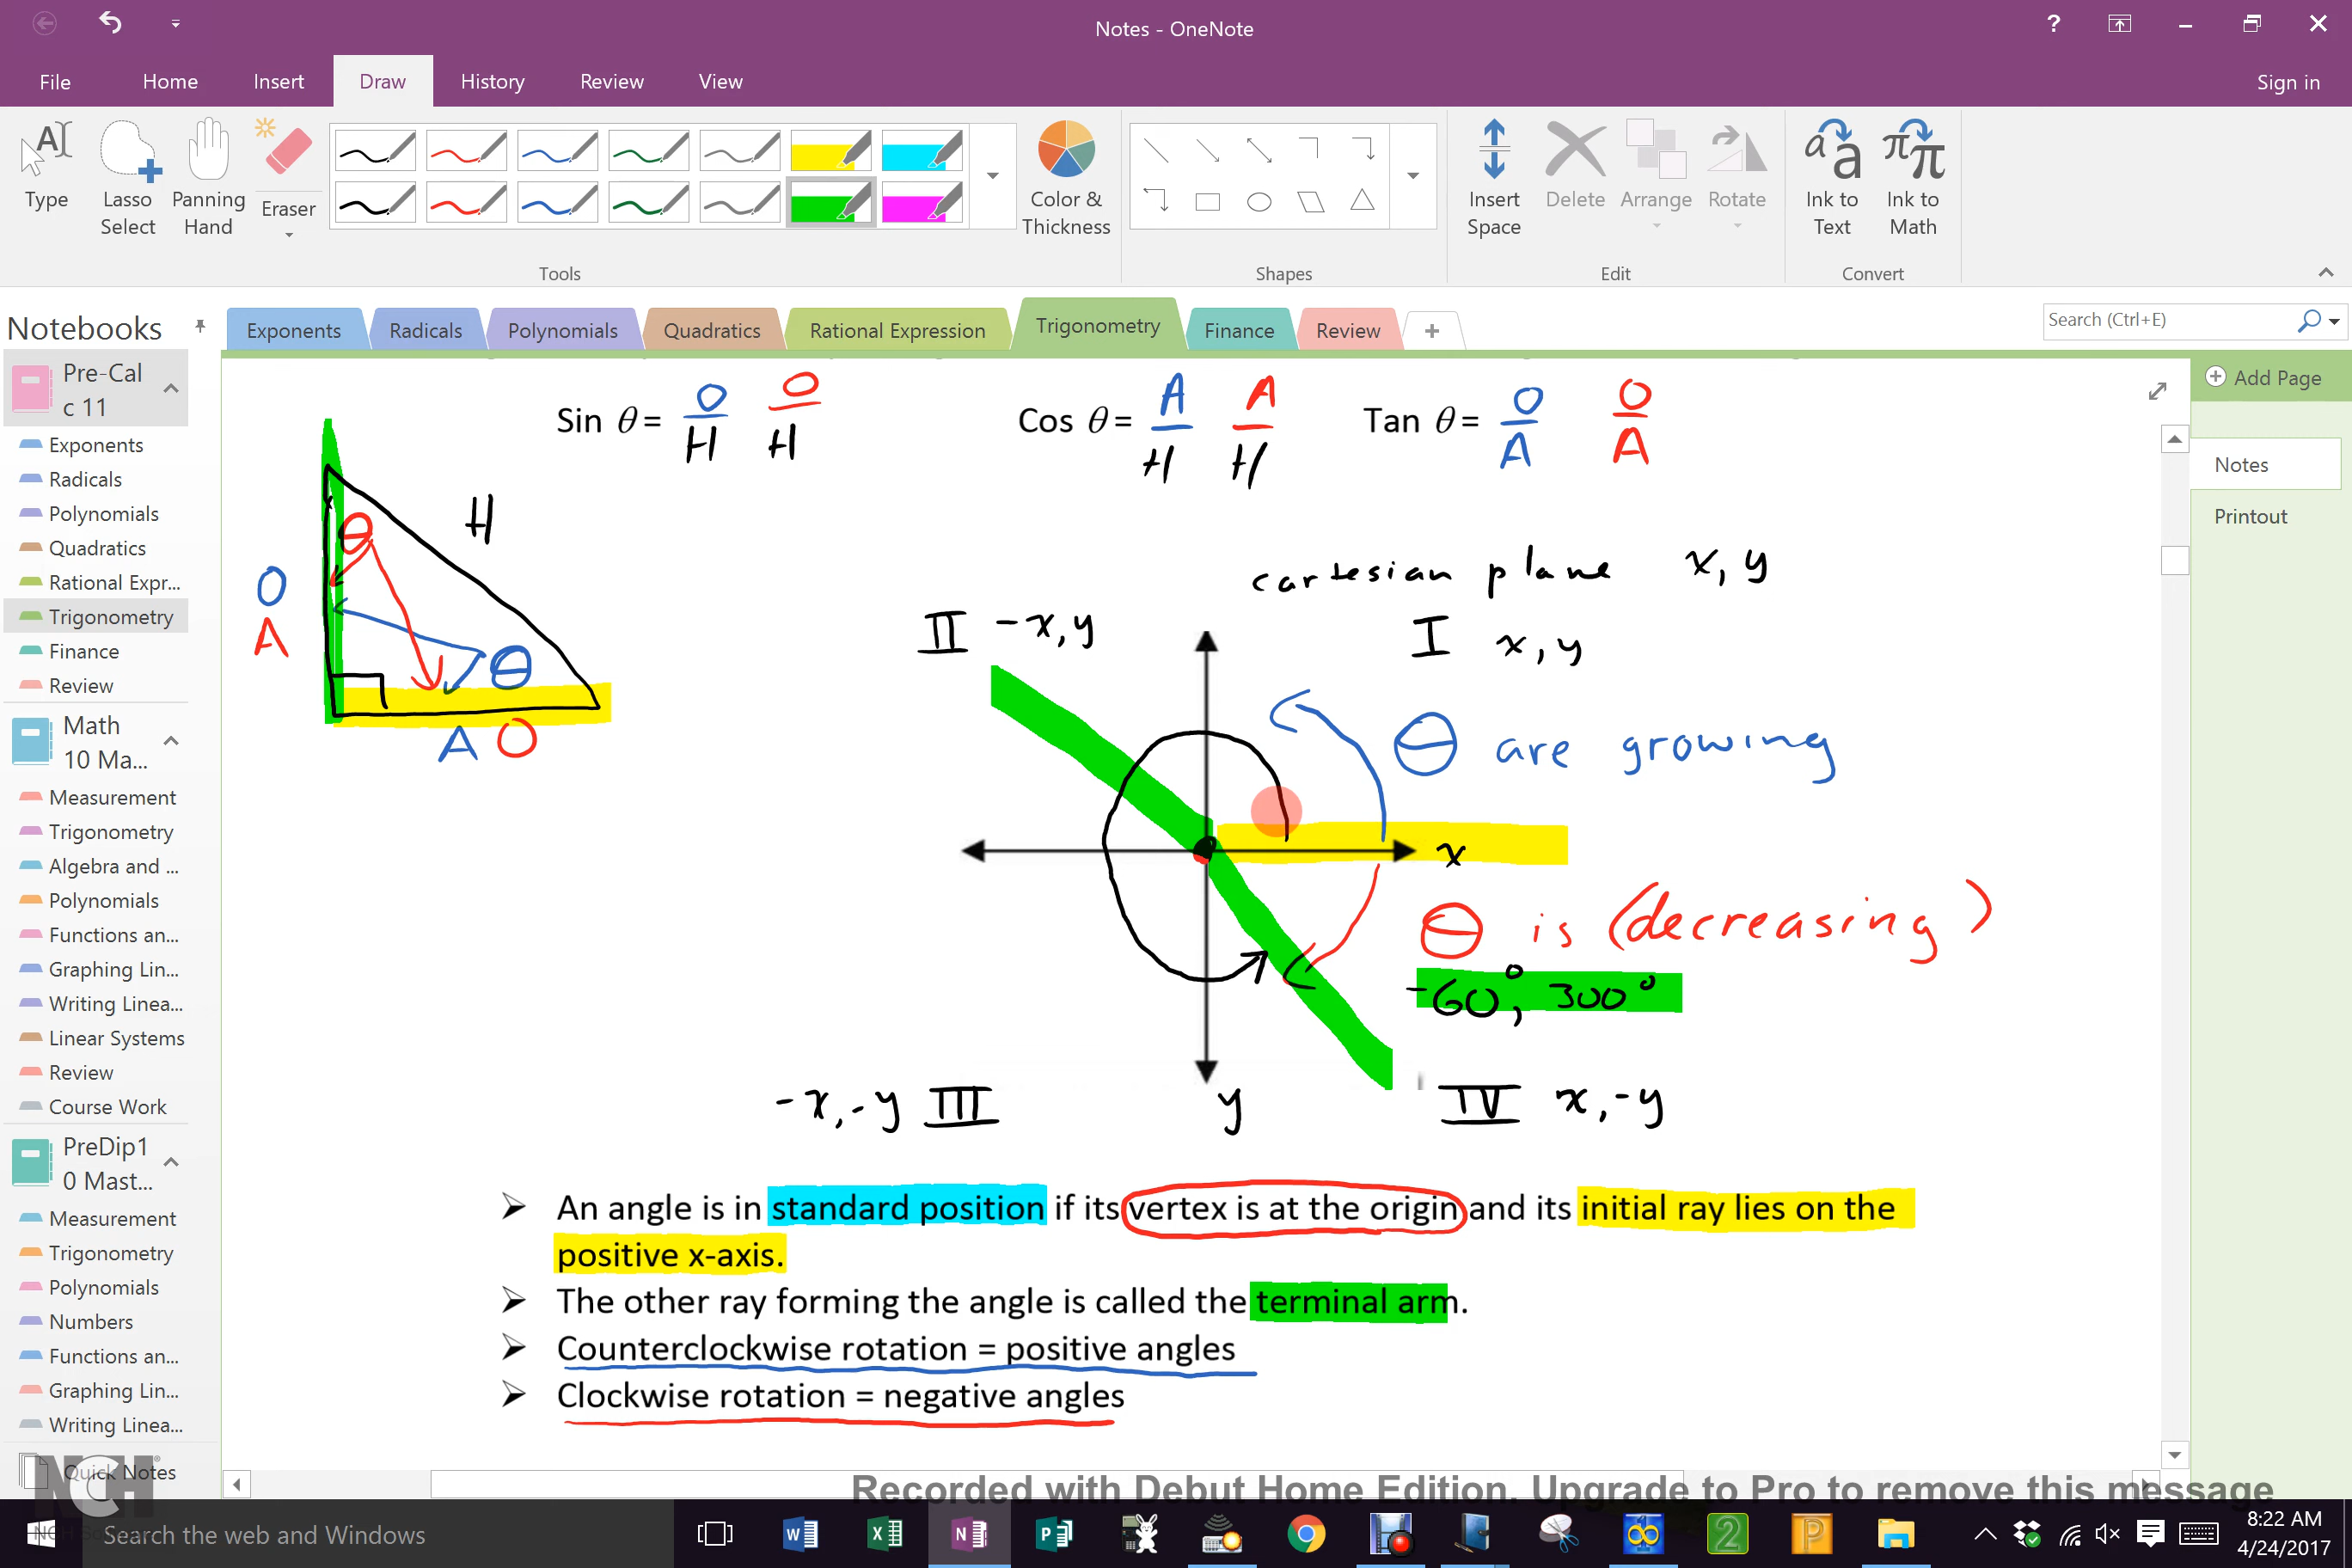 Notes - OneNote
?
File Home Insert Draw History Review View Sign in
Type
Lasso Select
Panning Hand
Eraser
Color & Thickness
Insert Space
Delete
Arrange
Rotate
Ink to Text
Ink to Math
Tools Shapes Edit Convert
Notebooks
Exponents Radicals Polynomials Quadratics Rational Expression Trigonometry Finance Review +
Search (Ctrl+E)
Pre-Cal
c 11
Exponents
Radicals
Polynomials
Quadratics
Rational Expr...
Trigonometry
Finance
Review
Math
10 Ma...
Measurement
Trigonometry
Algebra and ...
Polynomials
Functions an...
Graphing Lin...
Writing Linea...
Linear Systems
Review
Course Work
PreDip1
0 Mast...
Measurement
Trigonometry
Polynomials
Numbers
Functions an...
Graphing Lin...
Writing Linea...
Quick Notes
Add Page
Notes
Printout
Sin θ = O/H O/H
Cos θ = A/H A/H
Tan θ = O/A O/A
H
θ
O
A
θ
A O
cartesian plane x, y
II -x, y
I x, y
θ are growing
x
θ is (decreasing)
-60°, 300°
-x, -y III
y
IV x, -y
➢ An angle is in standard position if its vertex is at the origin and its initial ray lies on the
positive x-axis.
➢ The other ray forming the angle is called the terminal arm.
➢ Counterclockwise rotation = positive angles
➢ Clockwise rotation = negative angles
Recorded with Debut Home Edition. Upgrade to Pro to remove this message
NCH
Search the web and Windows
8:22 AM
4/24/2017